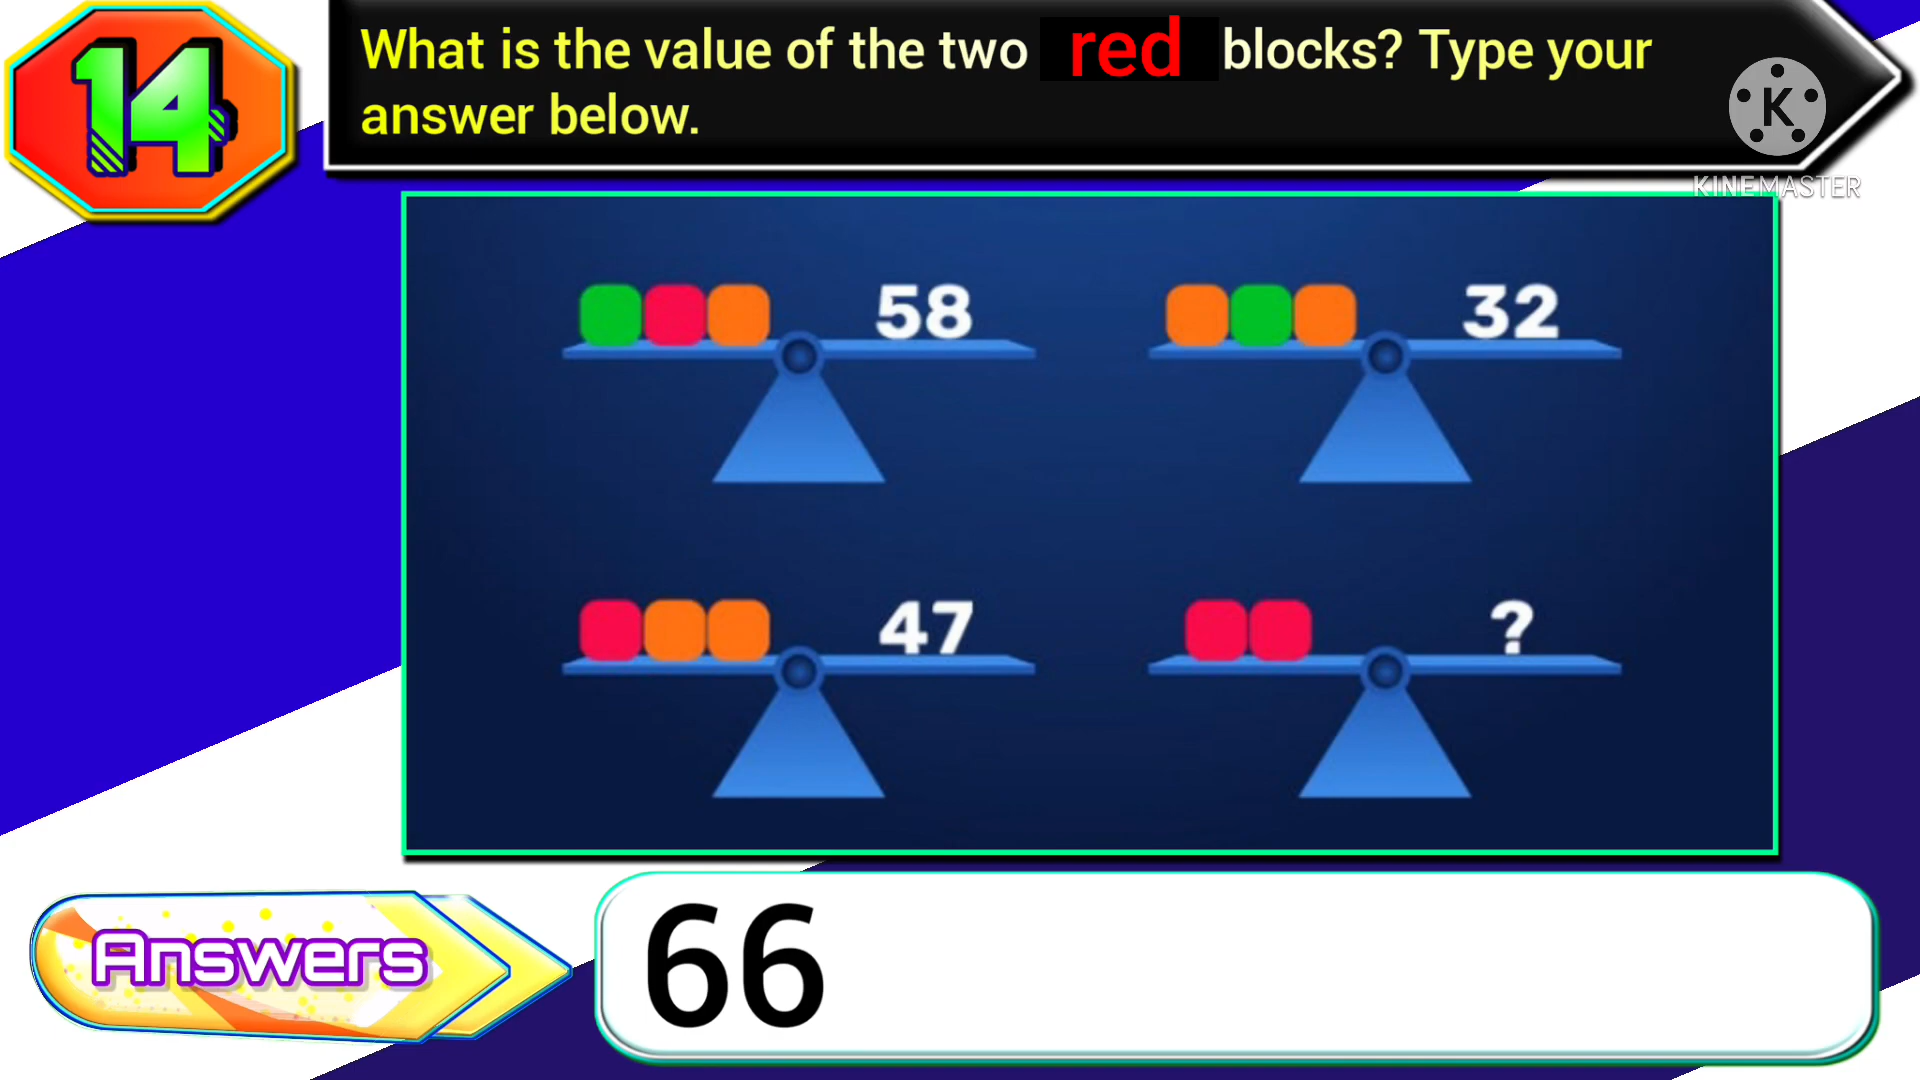 14
What is the value of the two red blocks? Type your
answer below.
K
KINEMASTER
58
32
47
?
Answers
66